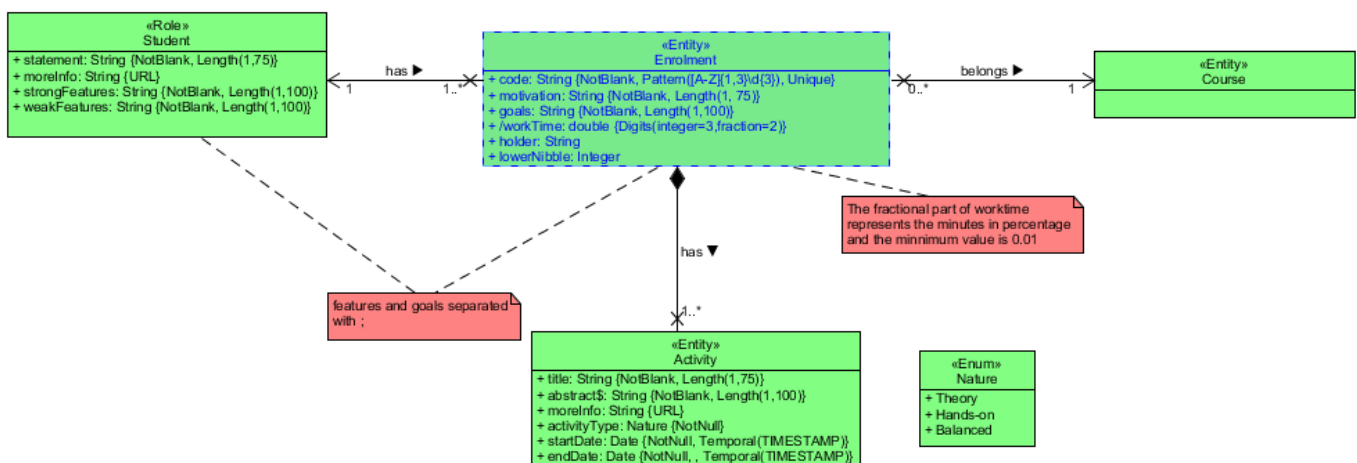 «Role»
Student
+ statement: String {NotBlank, Length(1,75)}
+ moreInfo: String {URL}
+ strongFeatures: String {NotBlank, Length(1,100)}
+ weakFeatures: String {NotBlank, Length(1,100)}
has ▶
1
1..*
«Entity»
Enrolment
+ code: String {NotBlank, Pattern([A-Z]{1,3}\d{3}), Unique}
+ motivation: String {NotBlank, Length(1, 75)}
+ goals: String {NotBlank, Length(1,100)}
+ /workTime: double {Digits(integer=3,fraction=2)}
+ holder: String
+ lowerNibble: Integer
belongs ▶
0..*
1
«Entity»
Course
The fractional part of worktime
represents the minutes in percentage
and the minnimum value is 0.01
has ▼
1..*
features and goals separated
with ;
«Entity»
Activity
+ title: String {NotBlank, Length(1,75)}
+ abstract$: String {NotBlank, Length(1,100)}
+ moreInfo: String {URL}
+ activityType: Nature {NotNull}
+ startDate: Date {NotNull, Temporal(TIMESTAMP)}
+ endDate: Date {NotNull, , Temporal(TIMESTAMP)}
«Enum»
Nature
+ Theory
+ Hands-on
+ Balanced